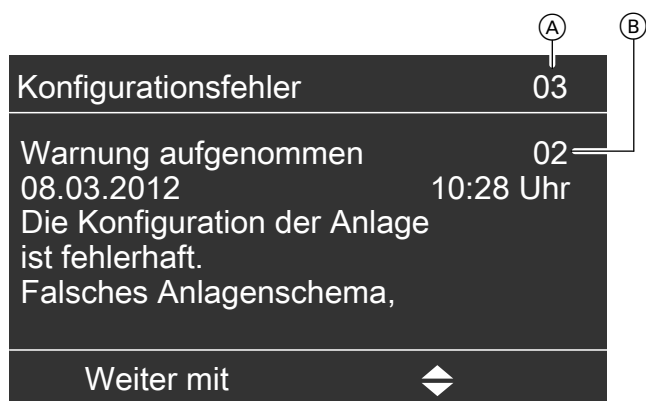 Ⓐ Ⓑ
Konfigurationsfehler 03
Warnung aufgenommen 02
08.03.2012 10:28 Uhr
Die Konfiguration der Anlage
ist fehlerhaft.
Falsches Anlagenschema,
Weiter mit